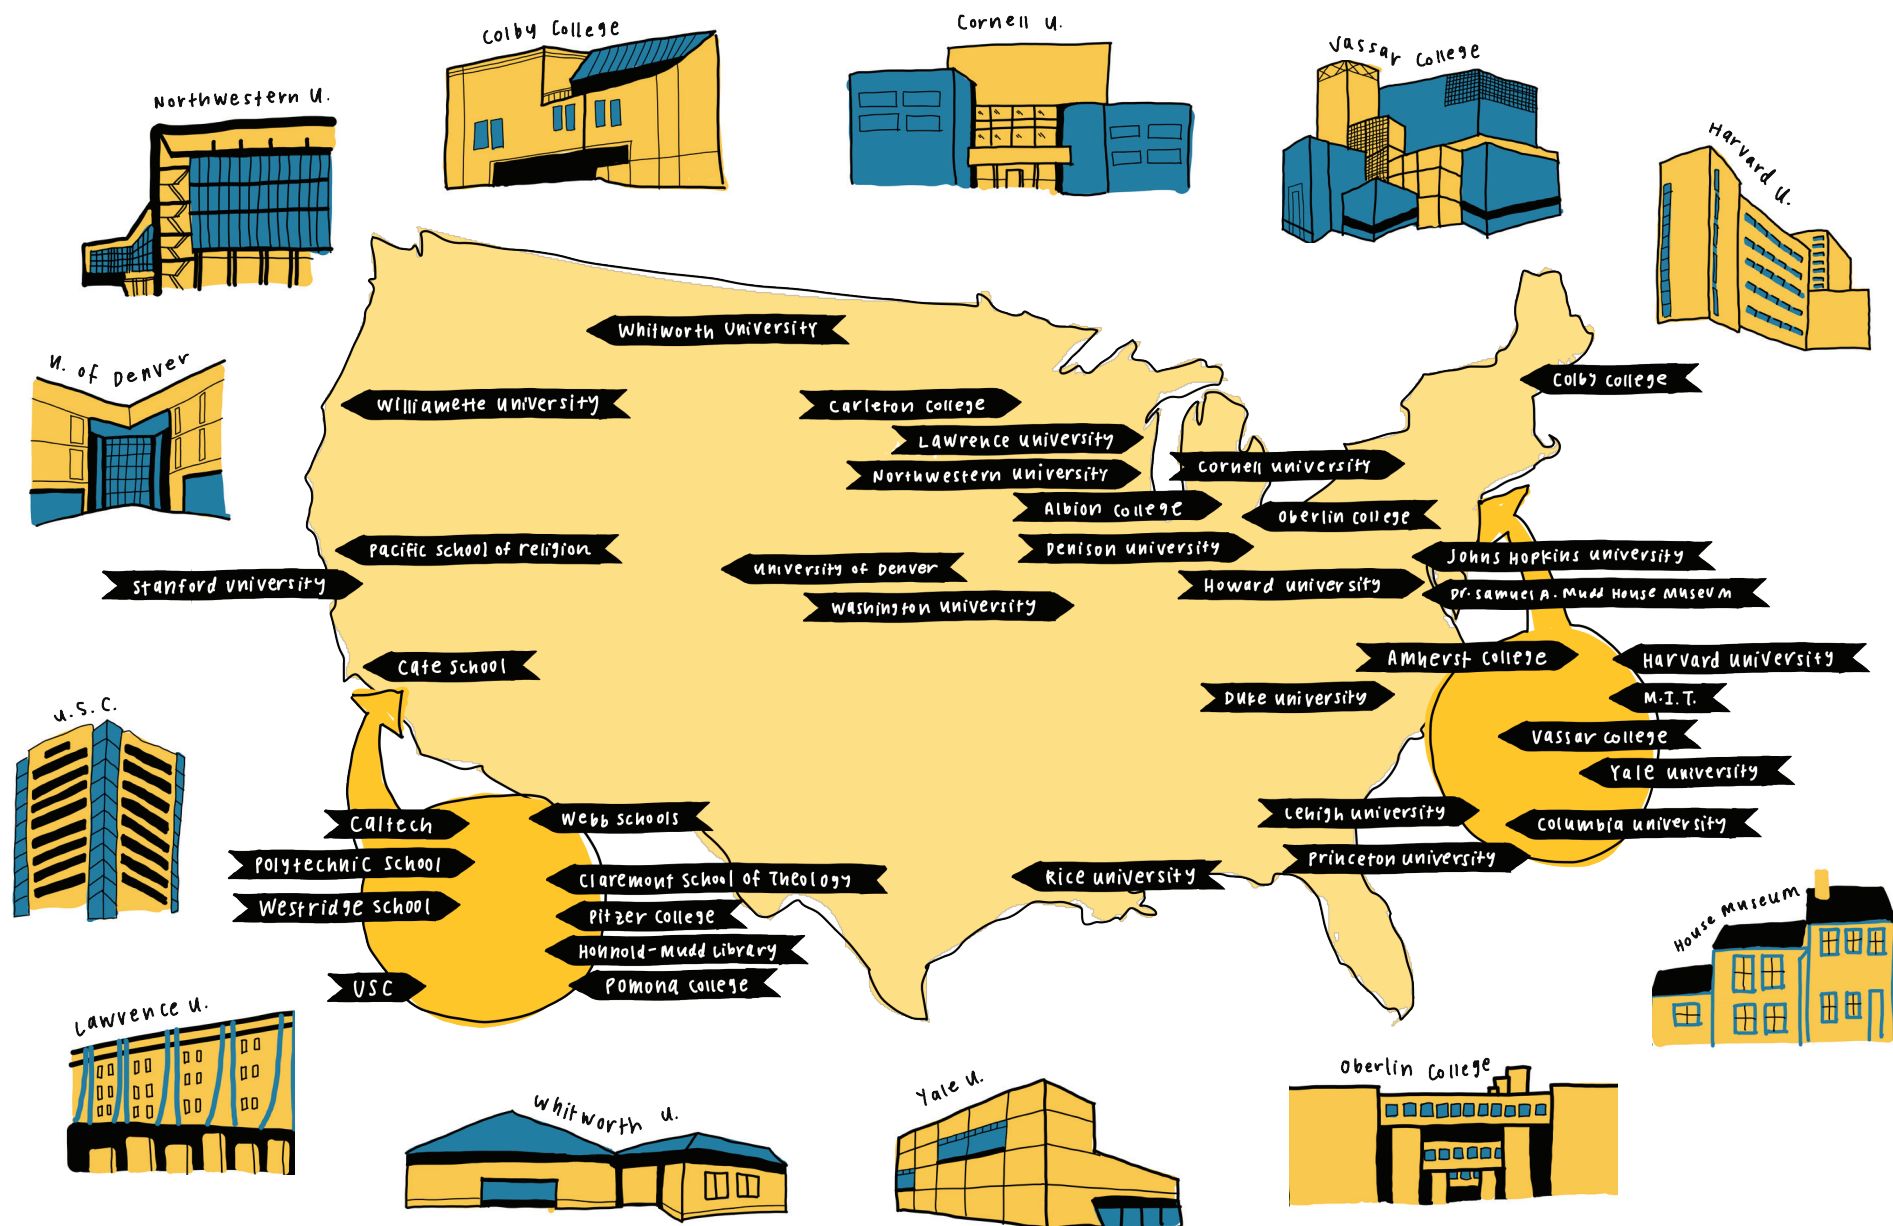 Colby College
Cornell U.
Vassar College
Northwestern U.
Harvard U.
U. of Denver
Whitworth University
Colby College
Williamette University
Carleton College
Lawrence University
Cornell University
Northwestern University
Albion College
Oberlin College
Pacific School of Religion
Denison University
Johns Hopkins University
University of Denver
Stanford University
Howard University
Dr. Samuel A. Mudd House Museum
Washington University
Cate School
Amherst College
Harvard University
Duke University
M.I.T.
U.S.C.
Vassar College
Yale University
Caltech
Webb Schools
Lehigh University
Columbia University
Polytechnic School
Princeton University
Claremont School of Theology
Rice University
Westridge School
Pitzer College
House Museum
Honnold-Mudd Library
USC
Pomona College
Lawrence U.
Whitworth U.
Yale U.
Oberlin College